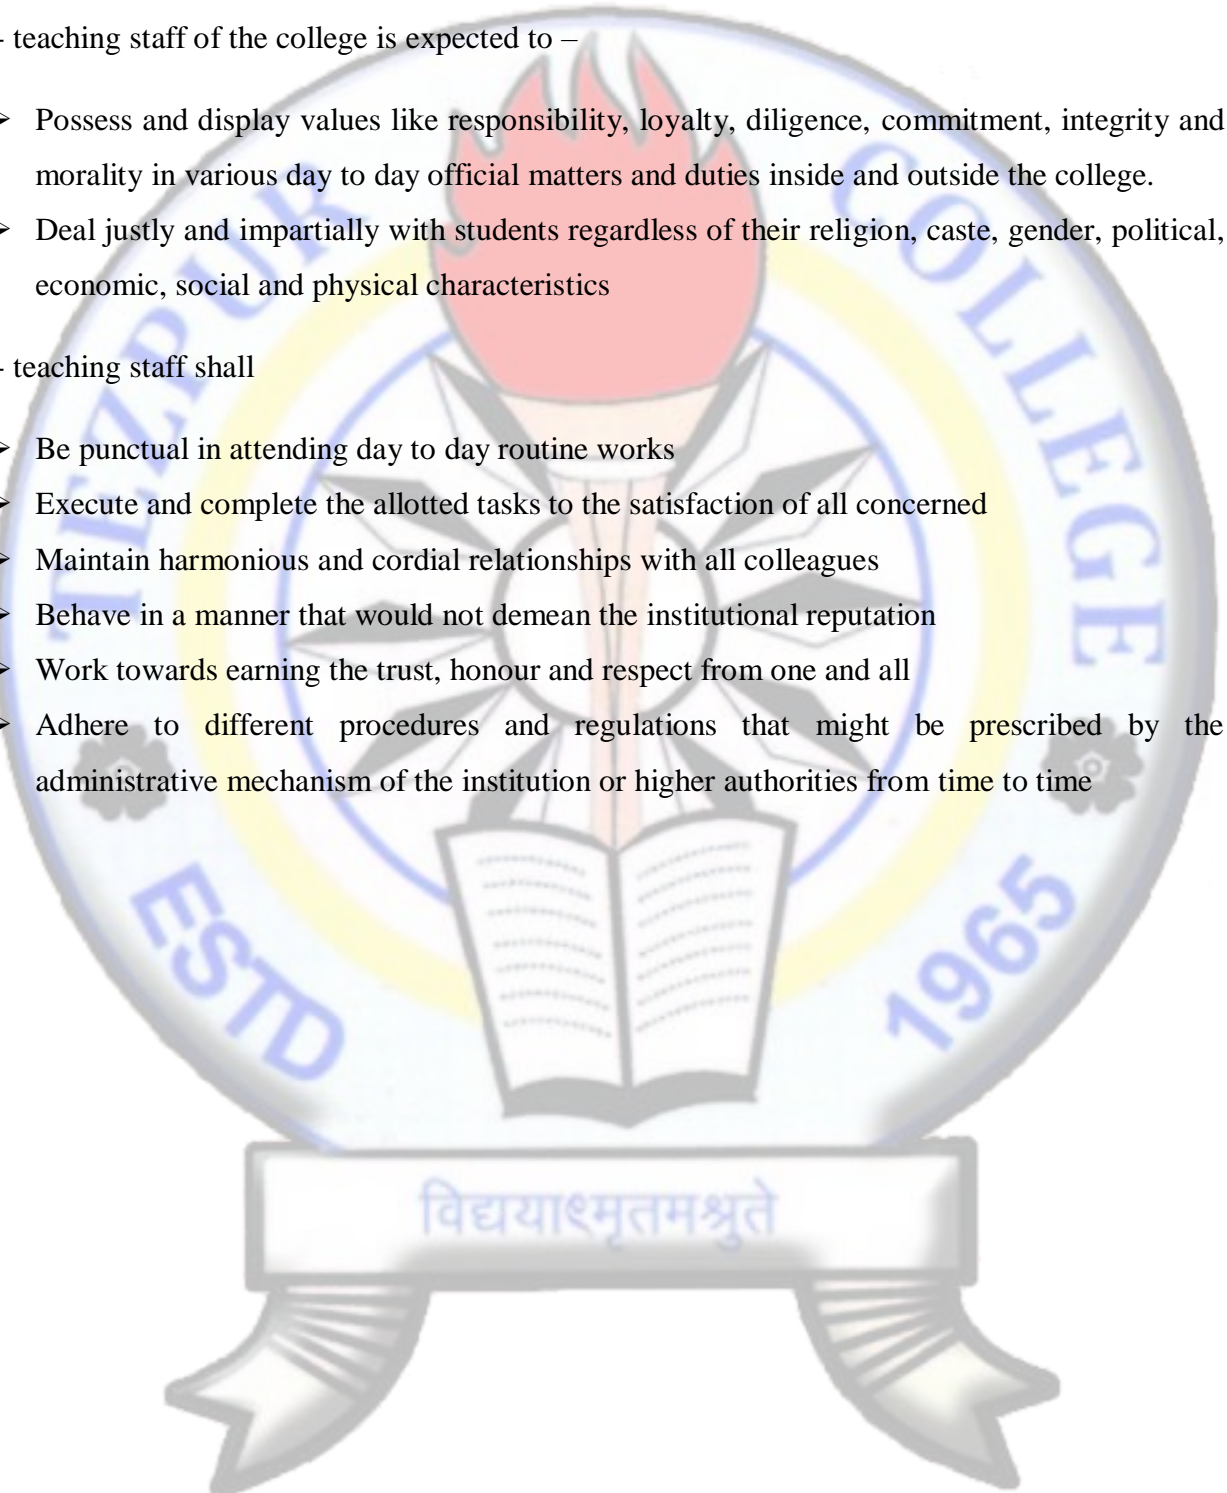 - teaching staff of the college is expected to –
➢ Possess and display values like responsibility, loyalty, diligence, commitment, integrity and
morality in various day to day official matters and duties inside and outside the college.
➢ Deal justly and impartially with students regardless of their religion, caste, gender, political,
economic, social and physical characteristics
- teaching staff shall
➢ Be punctual in attending day to day routine works
➢ Execute and complete the allotted tasks to the satisfaction of all concerned
➢ Maintain harmonious and cordial relationships with all colleagues
➢ Behave in a manner that would not demean the institutional reputation
➢ Work towards earning the trust, honour and respect from one and all
➢ Adhere to different procedures and regulations that might be prescribed by the
administrative mechanism of the institution or higher authorities from time to time
TEZPUR COLLEGE
ESTD 1965
विद्ययाऽमृतमश्नुते